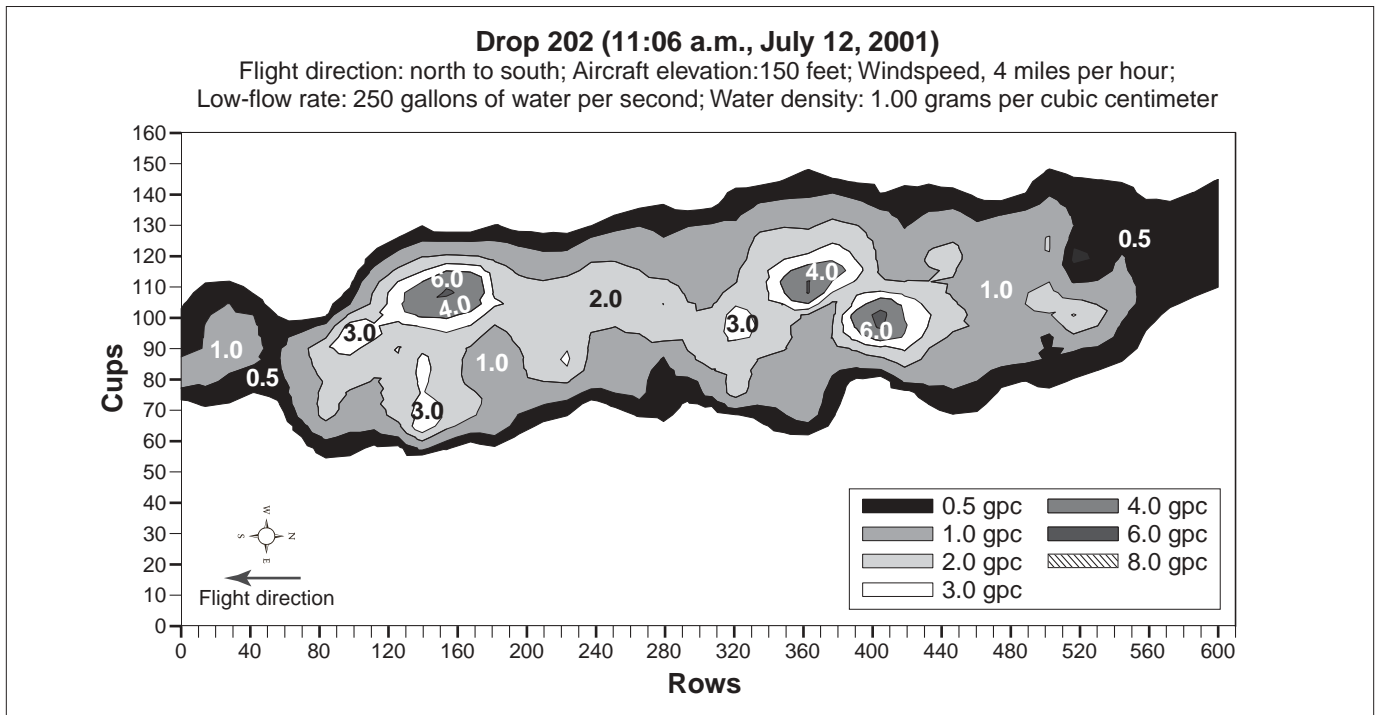 Drop 202 (11:06 a.m., July 12, 2001)
Flight direction: north to south; Aircraft elevation:150 feet; Windspeed, 4 miles per hour;
Low-flow rate: 250 gallons of water per second; Water density: 1.00 grams per cubic centimeter
Cups
160
150
140
130
120
110
100
90
80
70
60
50
40
30
20
10
0
0.5
6.0
4.0
4.0
2.0
1.0
3.0
3.0
6.0
1.0
1.0
0.5
3.0
W
S
N
E
Flight direction
0.5 gpc
1.0 gpc
2.0 gpc
3.0 gpc
4.0 gpc
6.0 gpc
8.0 gpc
0 40 80 120 160 200 240 280 320 360 400 440 480 520 560 600
Rows